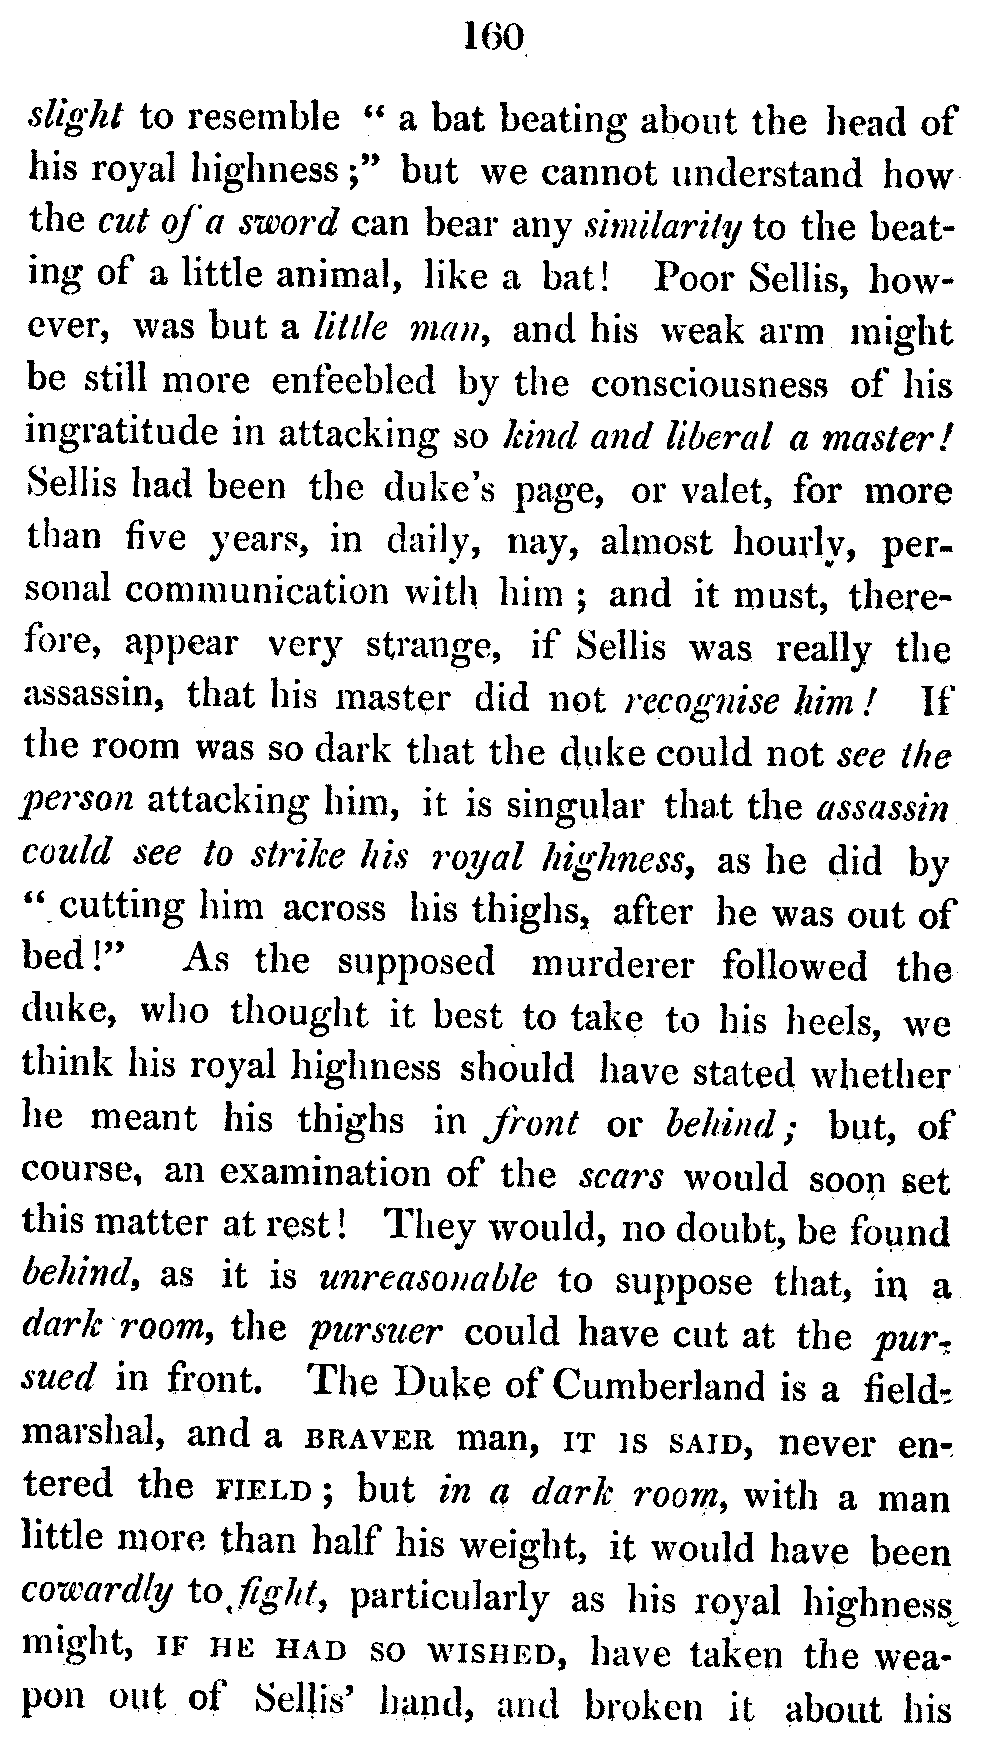 160
slight to resemble “ a bat beating about the head of
his royal highness ;” but we cannot understand how
the cut of a sword can bear any similarity to the beat-
ing of a little animal, like a bat! Poor Sellis, how-
ever, was but a little man, and his weak arm might
be still more enfeebled by the consciousness of his
ingratitude in attacking so kind and liberal a master!
Sellis had been the duke’s page, or valet, for more
than five years, in daily, nay, almost hourly, per-
sonal communication with him ; and it must, there-
fore, appear very strange, if Sellis was really the
assassin, that his master did not recognise him! If
the room was so dark that the duke could not see the
person attacking him, it is singular that the assassin
could see to strike his royal highness, as he did by
“ cutting him across his thighs, after he was out of
bed!” As the supposed murderer followed the
duke, who thought it best to take to his heels, we
think his royal highness should have stated whether
he meant his thighs in front or behind ; but, of
course, an examination of the scars would soon set
this matter at rest! They would, no doubt, be found
behind, as it is unreasonable to suppose that, in a
dark room, the pursuer could have cut at the pur-
sued in front. The Duke of Cumberland is a field-
marshal, and a BRAVER man, IT IS SAID, never en-
tered the FIELD ; but in a dark room, with a man
little more than half his weight, it would have been
cowardly to fight, particularly as his royal highness
might, IF HE HAD SO WISHED, have taken the wea-
pon out of Sellis’ hand, and broken it about his